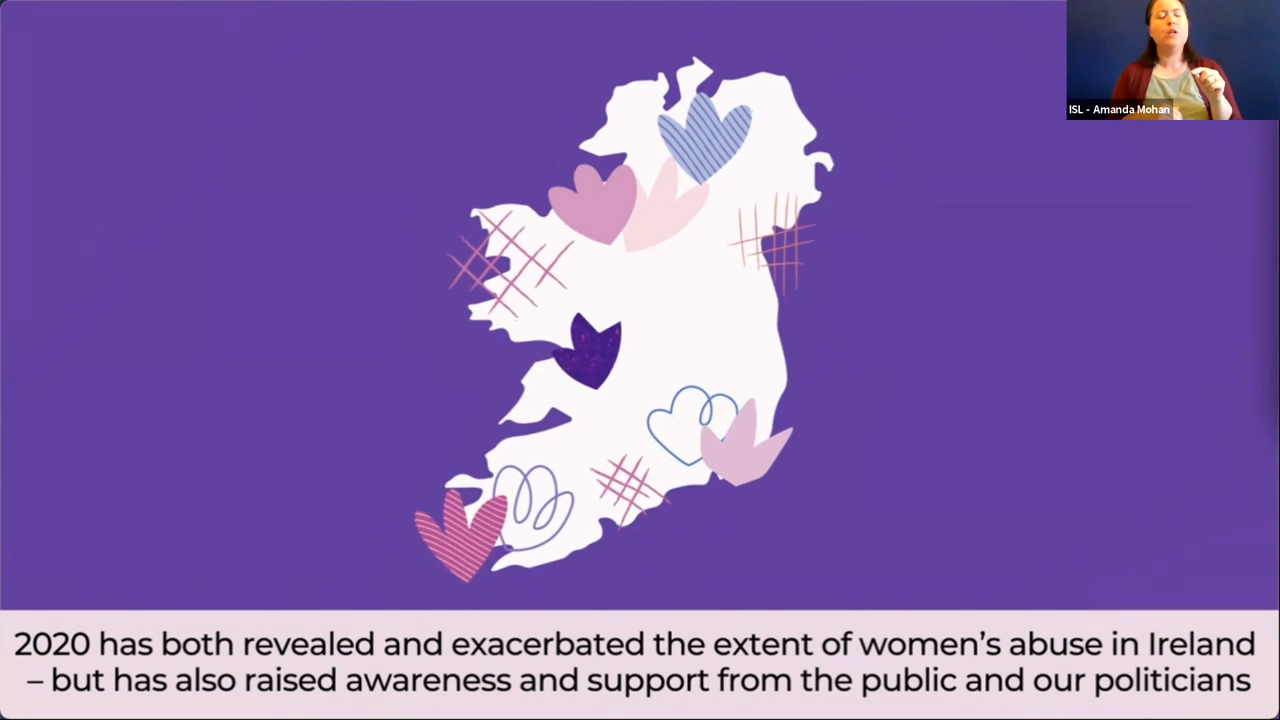 ISL - Amanda Mohan
2020 has both revealed and exacerbated the extent of women’s abuse in Ireland
– but has also raised awareness and support from the public and our politicians